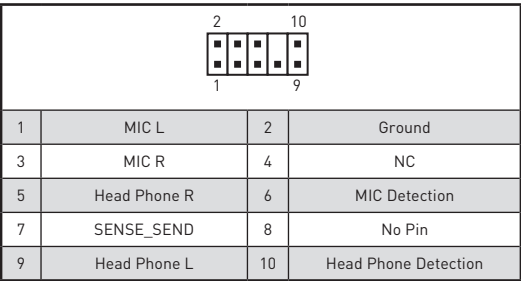 2 10
1 9
1 MIC L 2 Ground
3 MIC R 4 NC
5 Head Phone R 6 MIC Detection
7 SENSE_SEND 8 No Pin
9 Head Phone L 10 Head Phone Detection